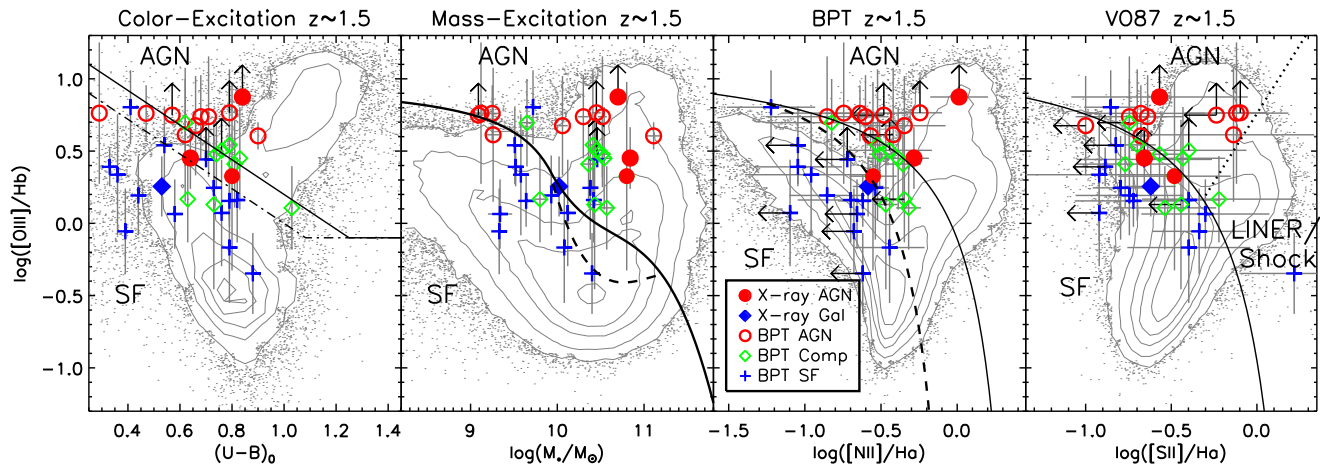 Color-Excitation z~1.5
Mass-Excitation z~1.5
BPT z~1.5
VO87 z~1.5
log([OIII]/Hb)
1.0
0.5
0.0
-0.5
-1.0
AGN
SF
0.4 0.6 0.8 1.0 1.2 1.4
(U-B)₀
AGN
SF
9 10 11
log(M⁎/M☉)
AGN
SF
X-ray AGN
X-ray Gal
BPT AGN
BPT Comp
BPT SF
-1.5 -1.0 -0.5 0.0
log([NII]/Ha)
AGN
LINER/
Shock
SF
-1.0 -0.5 0.0
log([SII]/Ha)